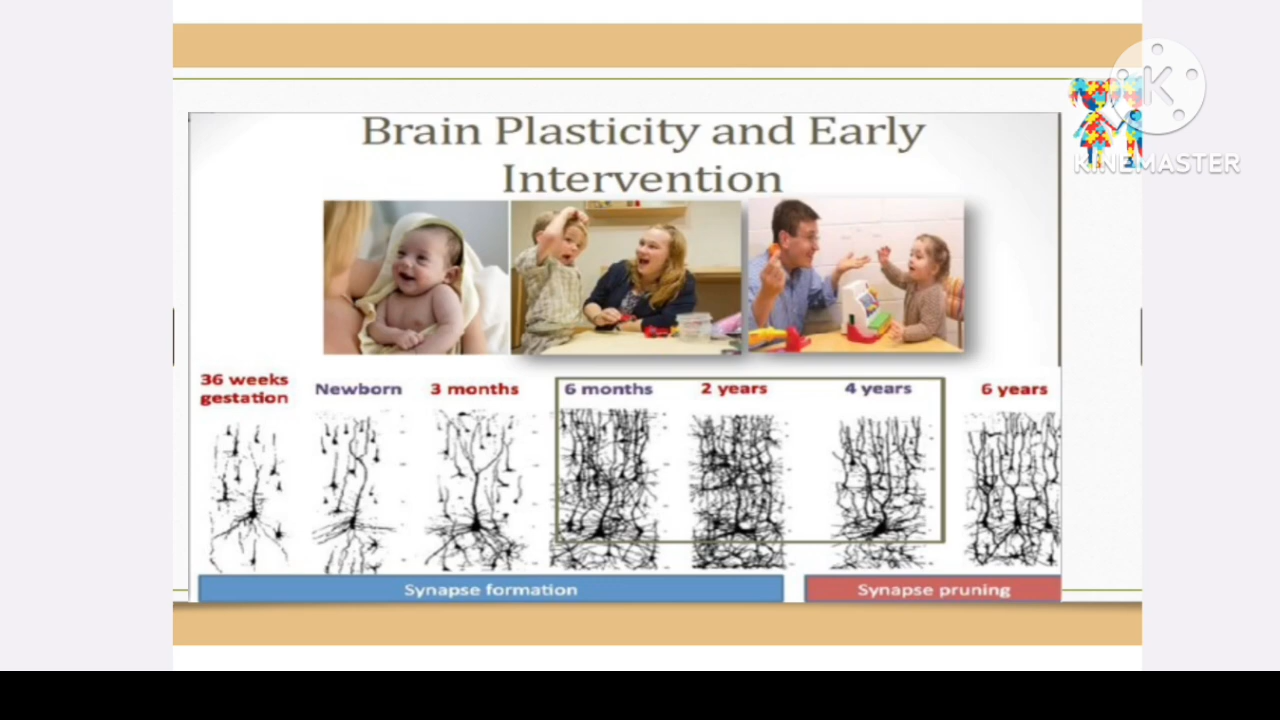 Brain Plasticity and Early
Intervention
K
KINEMASTER
36 weeks
gestation
Newborn
3 months
6 months
2 years
4 years
6 years
Synapse formation
Synapse pruning